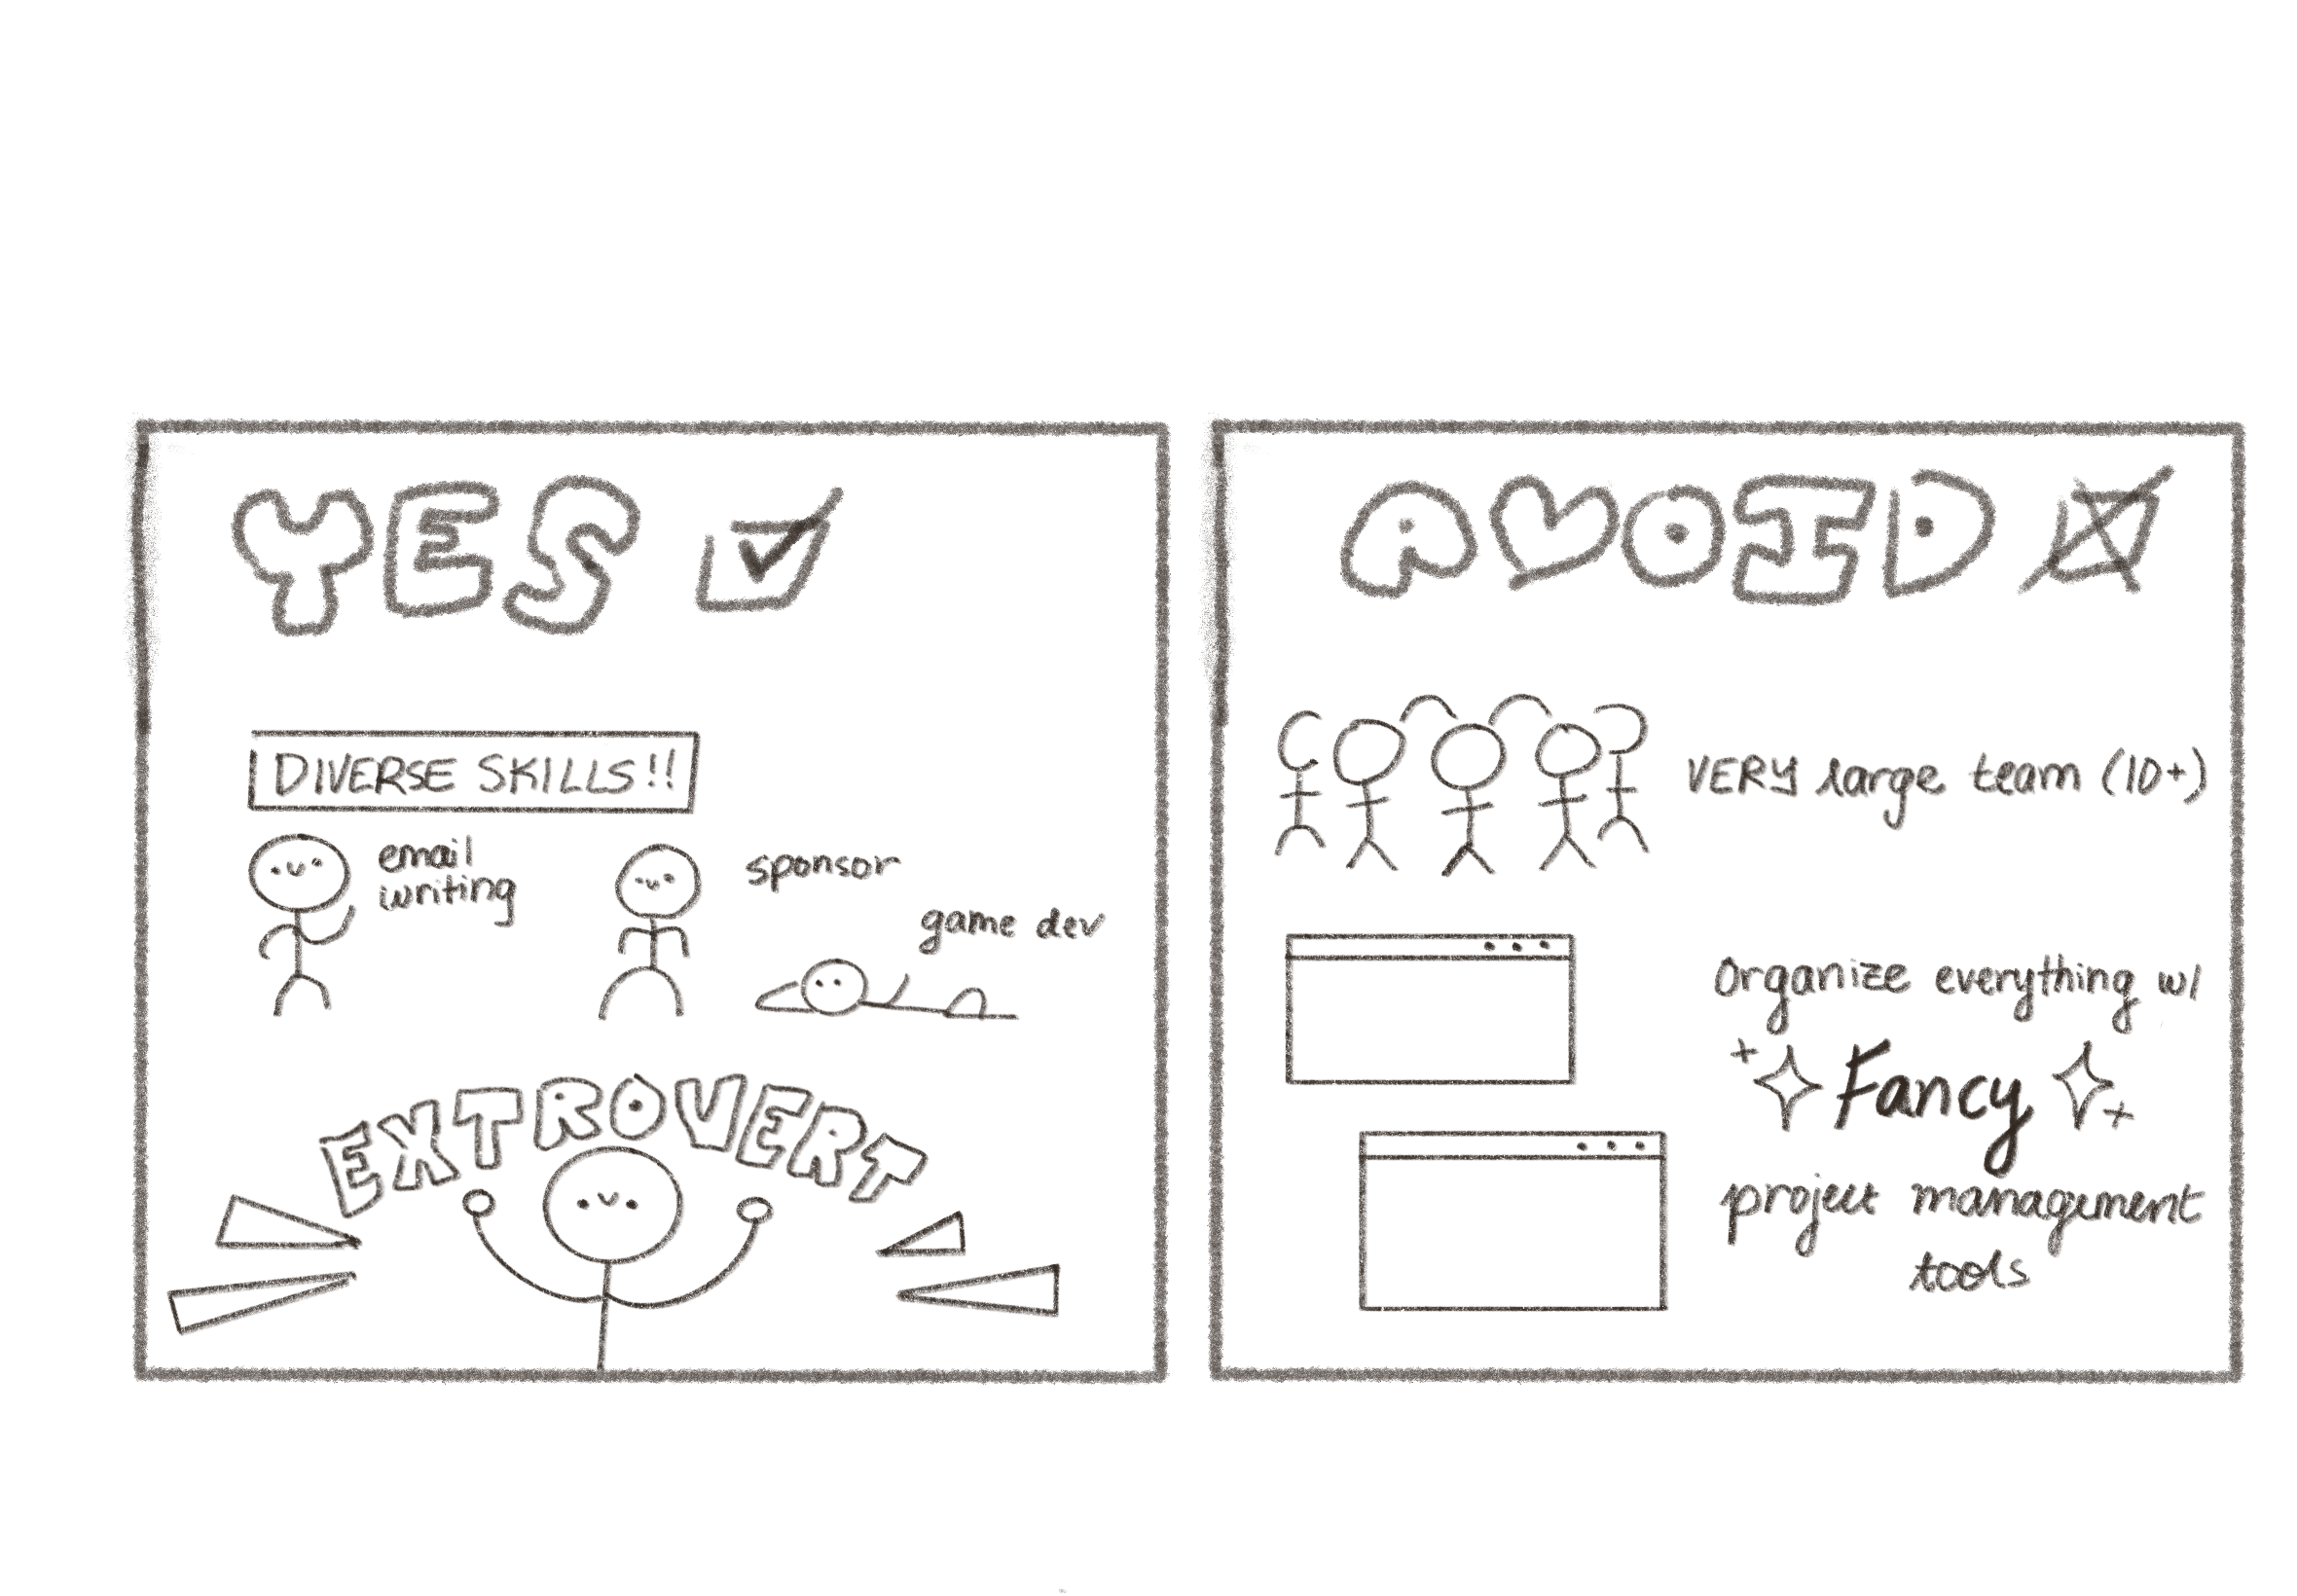 YES
DIVERSE SKILLS!!
email
writing
sponsor
game dev
EXTROVERT
AVOID
VERY large team (10+)
Organize everything w/
Fancy
project management
tools